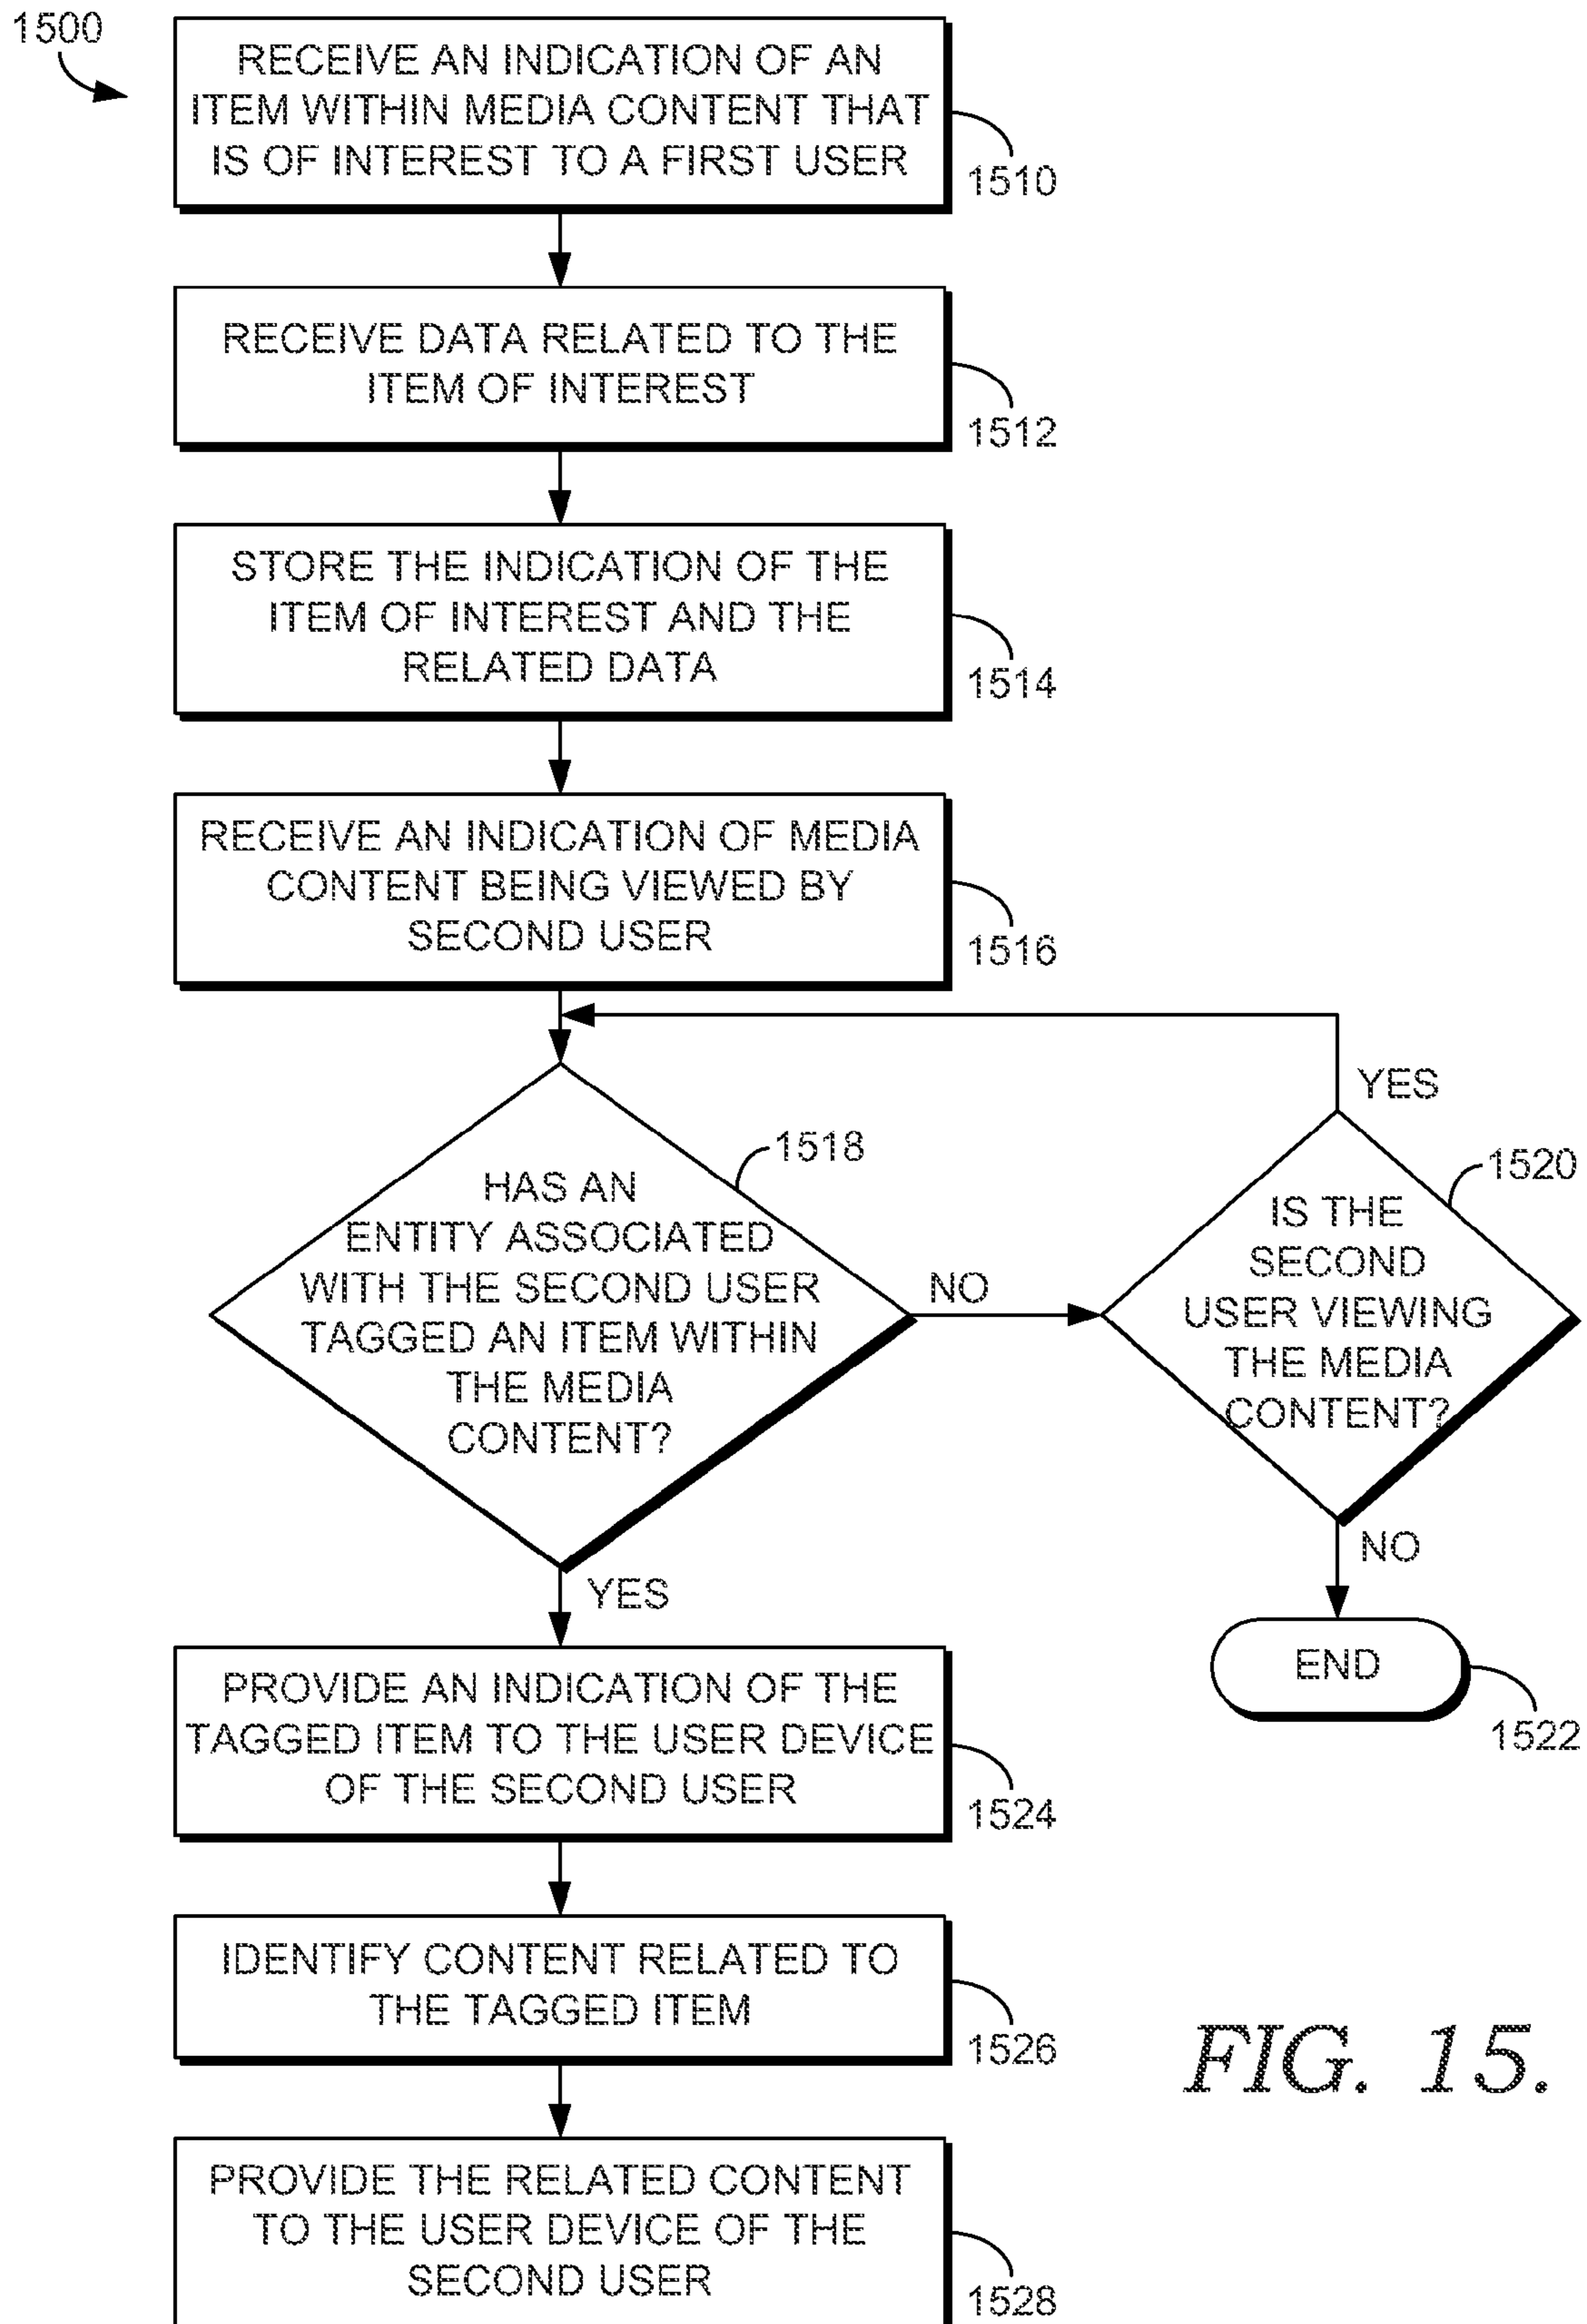 1500
RECEIVE AN INDICATION OF AN
ITEM WITHIN MEDIA CONTENT THAT
IS OF INTEREST TO A FIRST USER
1510
RECEIVE DATA RELATED TO THE
ITEM OF INTEREST
1512
STORE THE INDICATION OF THE
ITEM OF INTEREST AND THE
RELATED DATA
1514
RECEIVE AN INDICATION OF MEDIA
CONTENT BEING VIEWED BY
SECOND USER
1516
HAS AN
ENTITY ASSOCIATED
WITH THE SECOND USER
TAGGED AN ITEM WITHIN
THE MEDIA
CONTENT?
1518
NO
YES
IS THE
SECOND
USER VIEWING
THE MEDIA
CONTENT?
1520
YES
NO
END
1522
PROVIDE AN INDICATION OF THE
TAGGED ITEM TO THE USER DEVICE
OF THE SECOND USER
1524
IDENTIFY CONTENT RELATED TO
THE TAGGED ITEM
1526
PROVIDE THE RELATED CONTENT
TO THE USER DEVICE OF THE
SECOND USER
1528
FIG. 15.